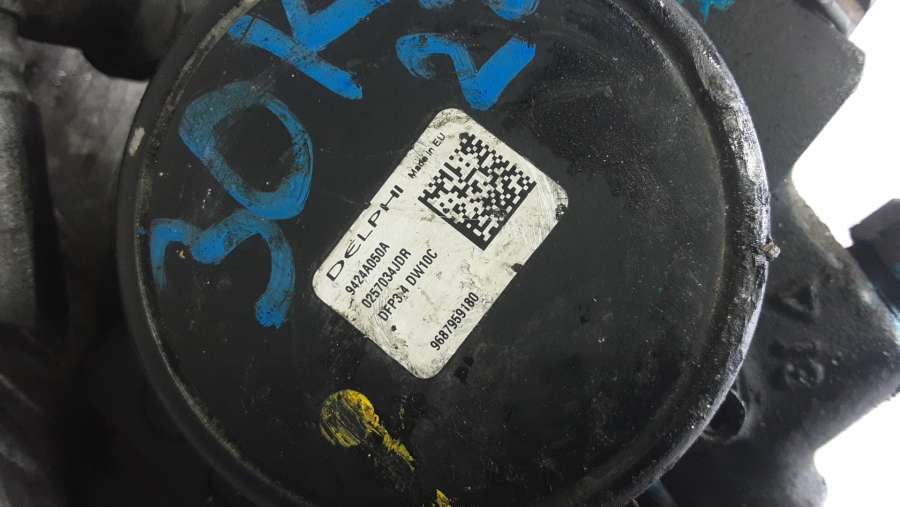 30K
DELPHI
Made in EU
9424A050A
0257034JDR
DFP3.4 DW10C
9687959180